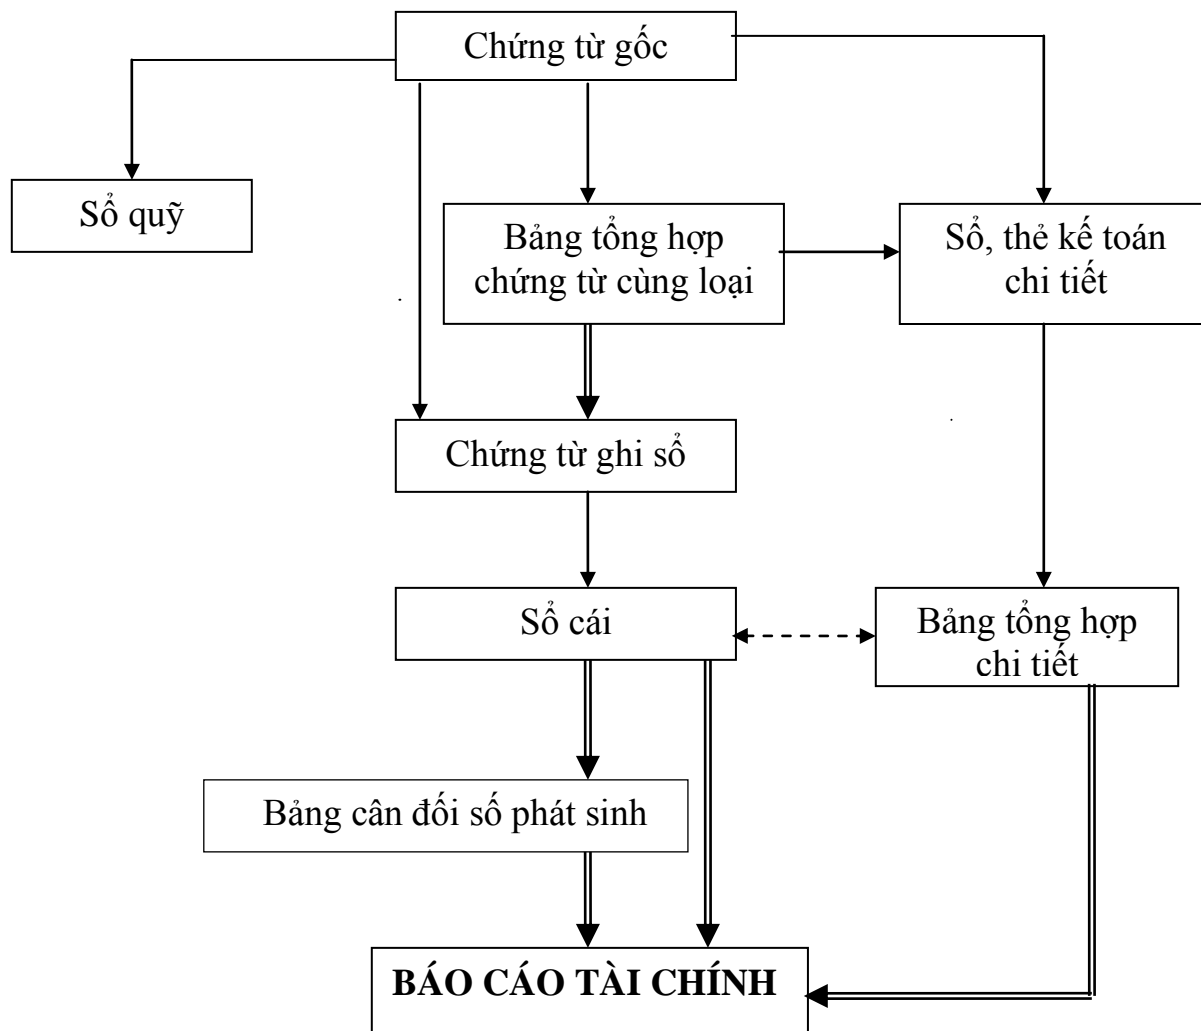 Chứng từ gốc
Sổ quỹ
Bảng tổng hợp
chứng từ cùng loại
Sổ, thẻ kế toán
chi tiết
Chứng từ ghi sổ
Sổ cái
Bảng tổng hợp
chi tiết
Bảng cân đối số phát sinh
BÁO CÁO TÀI CHÍNH